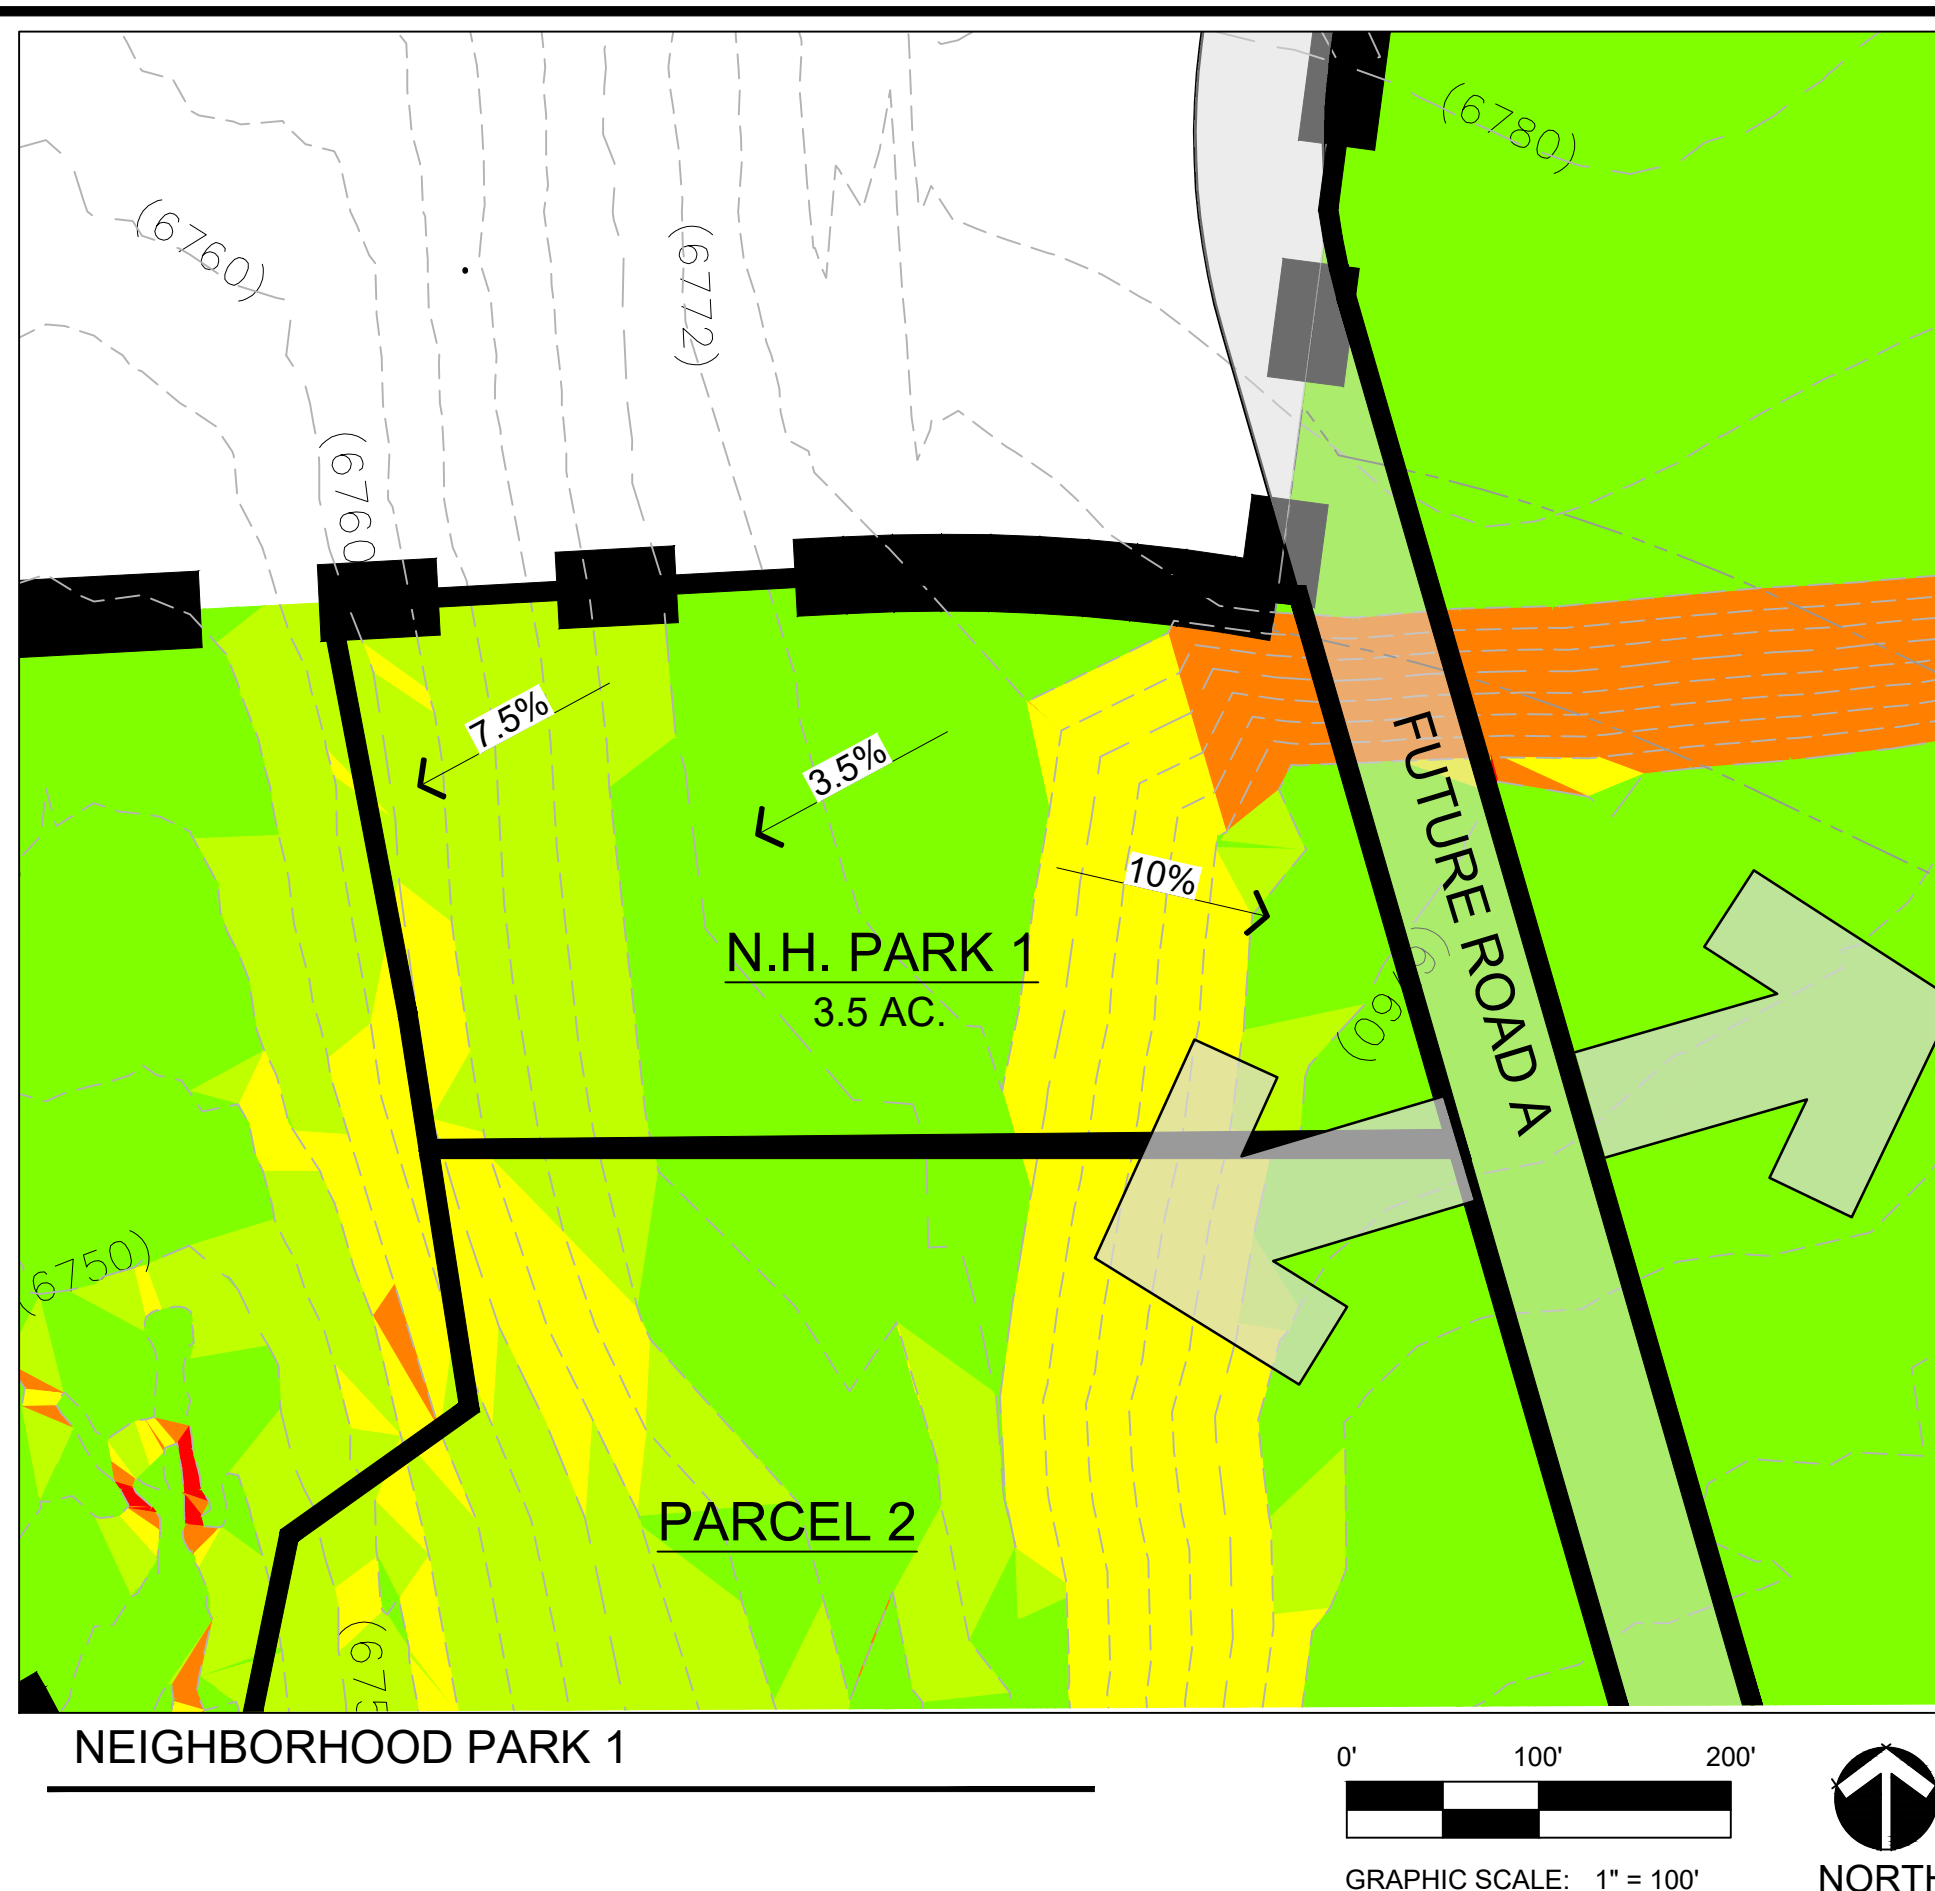 (6780)
(6760)
(6772)
(6760
7.5%
3.5%
10%
FUTURE ROAD A
N.H. PARK 1
3.5 AC.
(6750)
PARCEL 2
(675
NEIGHBORHOOD PARK 1
0' 100' 200'
GRAPHIC SCALE: 1" = 100'
NORTH